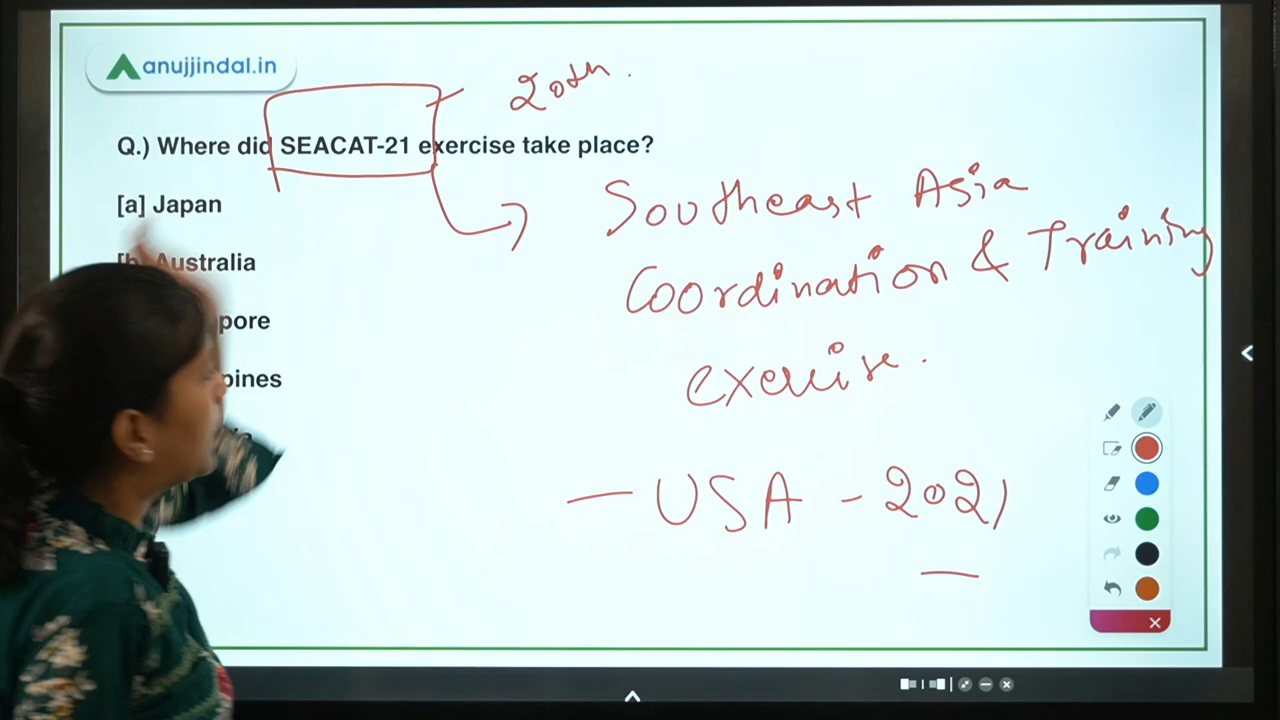 anujjindal.in
20th.
Q.) Where did SEACAT-21 exercise take place?
[a] Japan
[b] Australia
pore
pines
Southeast Asia
Coordination & Training
exercise.
— USA - 2021